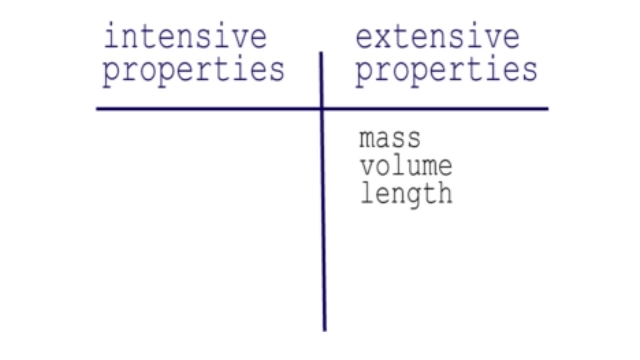 intensive
properties
extensive
properties
mass
volume
length